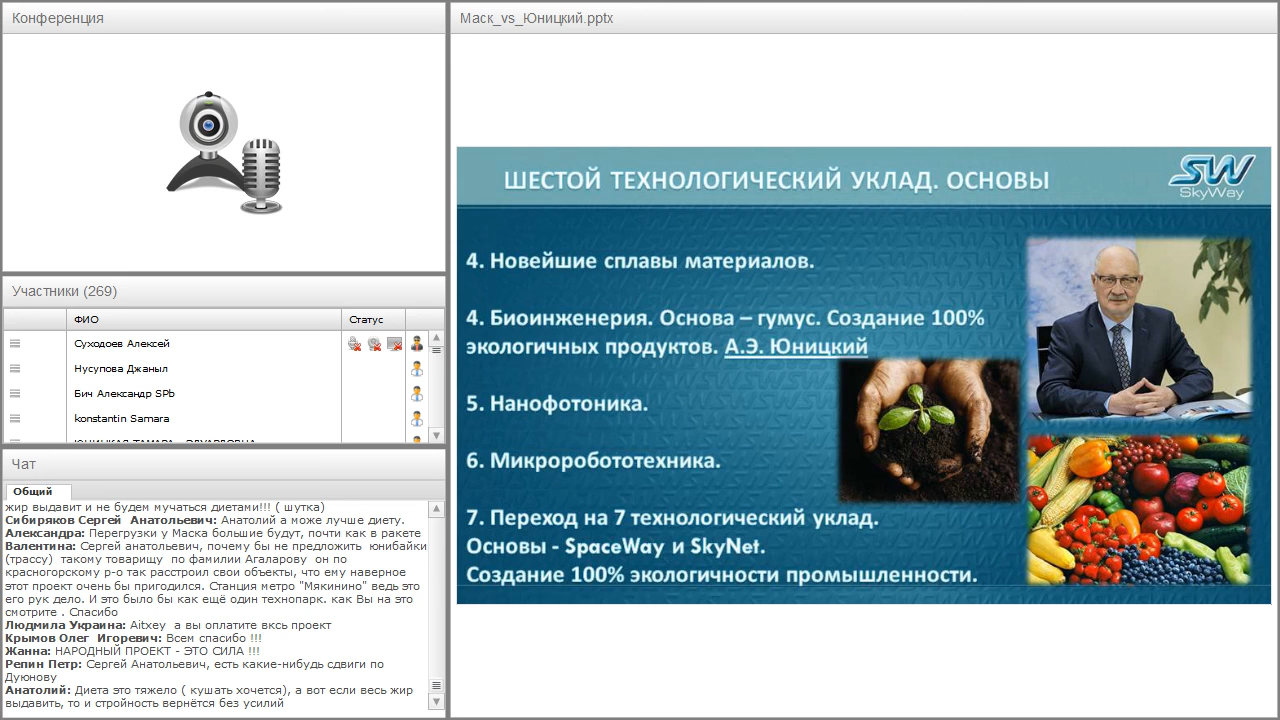 Конференция
Участники (269)
ФИО
Статус
Суходоев Алексей
Нусупова Джаныл
Бич Александр SPb
konstantin Samara
ЮНИЦКАЯ ТАМАРА ЭДУАРДОВНА
Чат
Общий
жир выдавит и не будем мучаться диетами!!! ( шутка)
Сибиряков Сергей Анатольевич: Анатолий а може лучше диету.
Александра: Перегрузки у Маска большие будут, почти как в ракете
Валентина: Сергей анатольевич, почему бы не предложить юнибайки
(трассу) такому товарищу по фамилии Агаларову он по
красногорскому р-о так расстроил свои объекты, что ему наверное
этот проект очень бы пригодился. Станция метро "Мякинино" ведь это
его рук дело. И это было бы как ещё один технопарк. как Вы на это
смотрите . Спасибо
Людмила Украина: Aitxey а вы оплатите вксь проект
Крымов Олег Игоревич: Всем спасибо !!!
Жанна: НАРОДНЫЙ ПРОЕКТ - ЭТО СИЛА !!!
Репин Петр: Сергей Анатольевич, есть какие-нибудь сдвиги по
Дуюнову
Анатолий: Диета это тяжело ( кушать хочется), а вот если весь жир
выдавить, то и стройность вернётся без усилий
Маск_vs_Юницкий.pptx
ШЕСТОЙ ТЕХНОЛОГИЧЕСКИЙ УКЛАД. ОСНОВЫ
SW
SkyWay
4. Новейшие сплавы материалов.
4. Биоинженерия. Основа – гумус. Создание 100%
экологичных продуктов. А.Э. Юницкий
5. Нанофотоника.
6. Микроробототехника.
7. Переход на 7 технологический уклад.
Основы - SpaceWay и SkyNet.
Создание 100% экологичности промышленности.